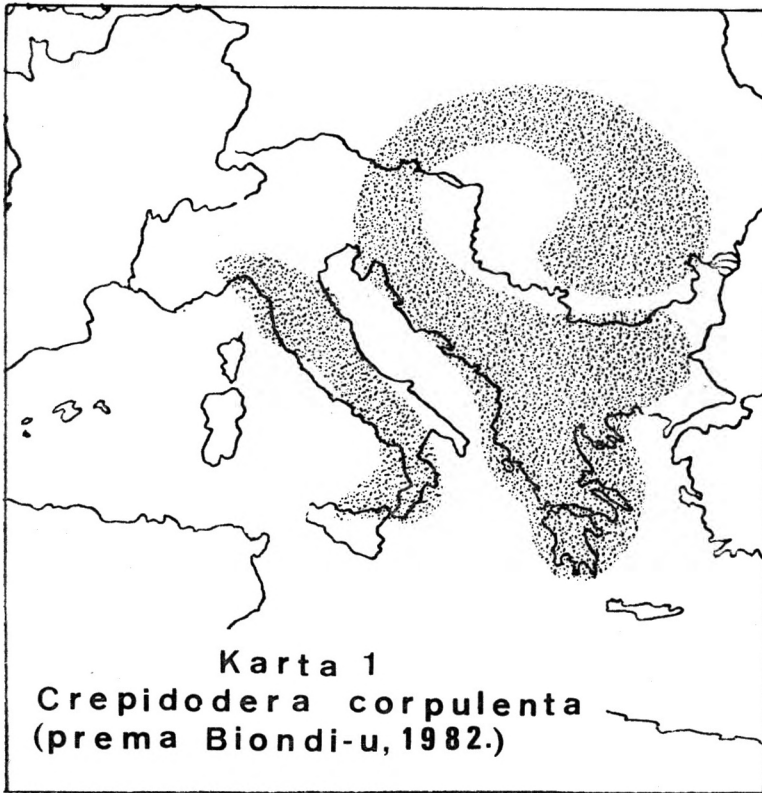 Karta 1
Crepidodera corpulenta
(prema Biondi-u, 1982.)